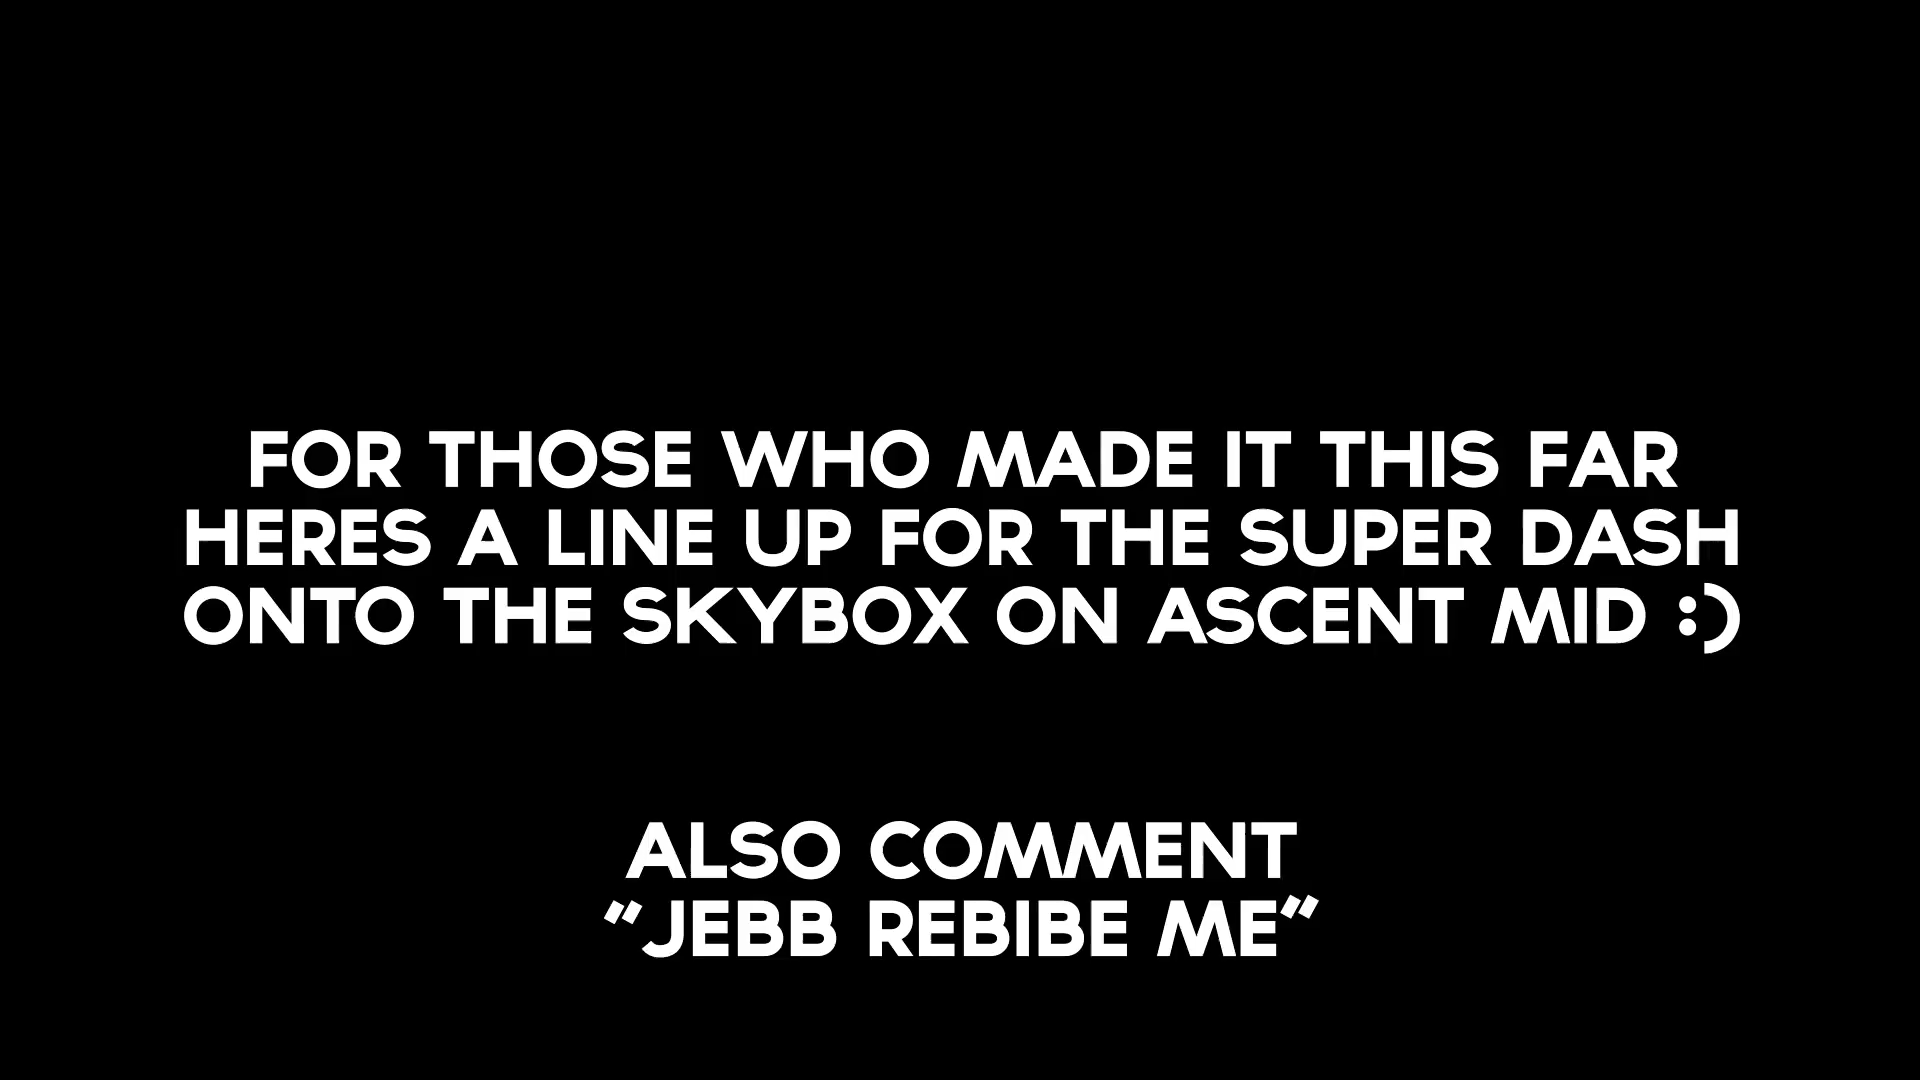 FOR THOSE WHO MADE IT THIS FAR
HERES A LINE UP FOR THE SUPER DASH
ONTO THE SKYBOX ON ASCENT MID :)
ALSO COMMENT
"JEBB REBIBE ME"